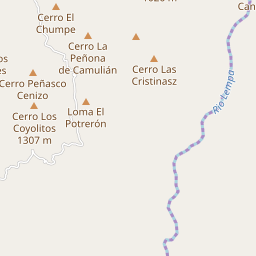 Cerro El
Chumpe
Can
Cerro La
Peñona
de Camulián
Cerro Las
Cristinasz
Cerro Peñasco
Cenizo
Loma El
Potrerón
Cerro Los
Coyolitos
1307 m
Río Lempa